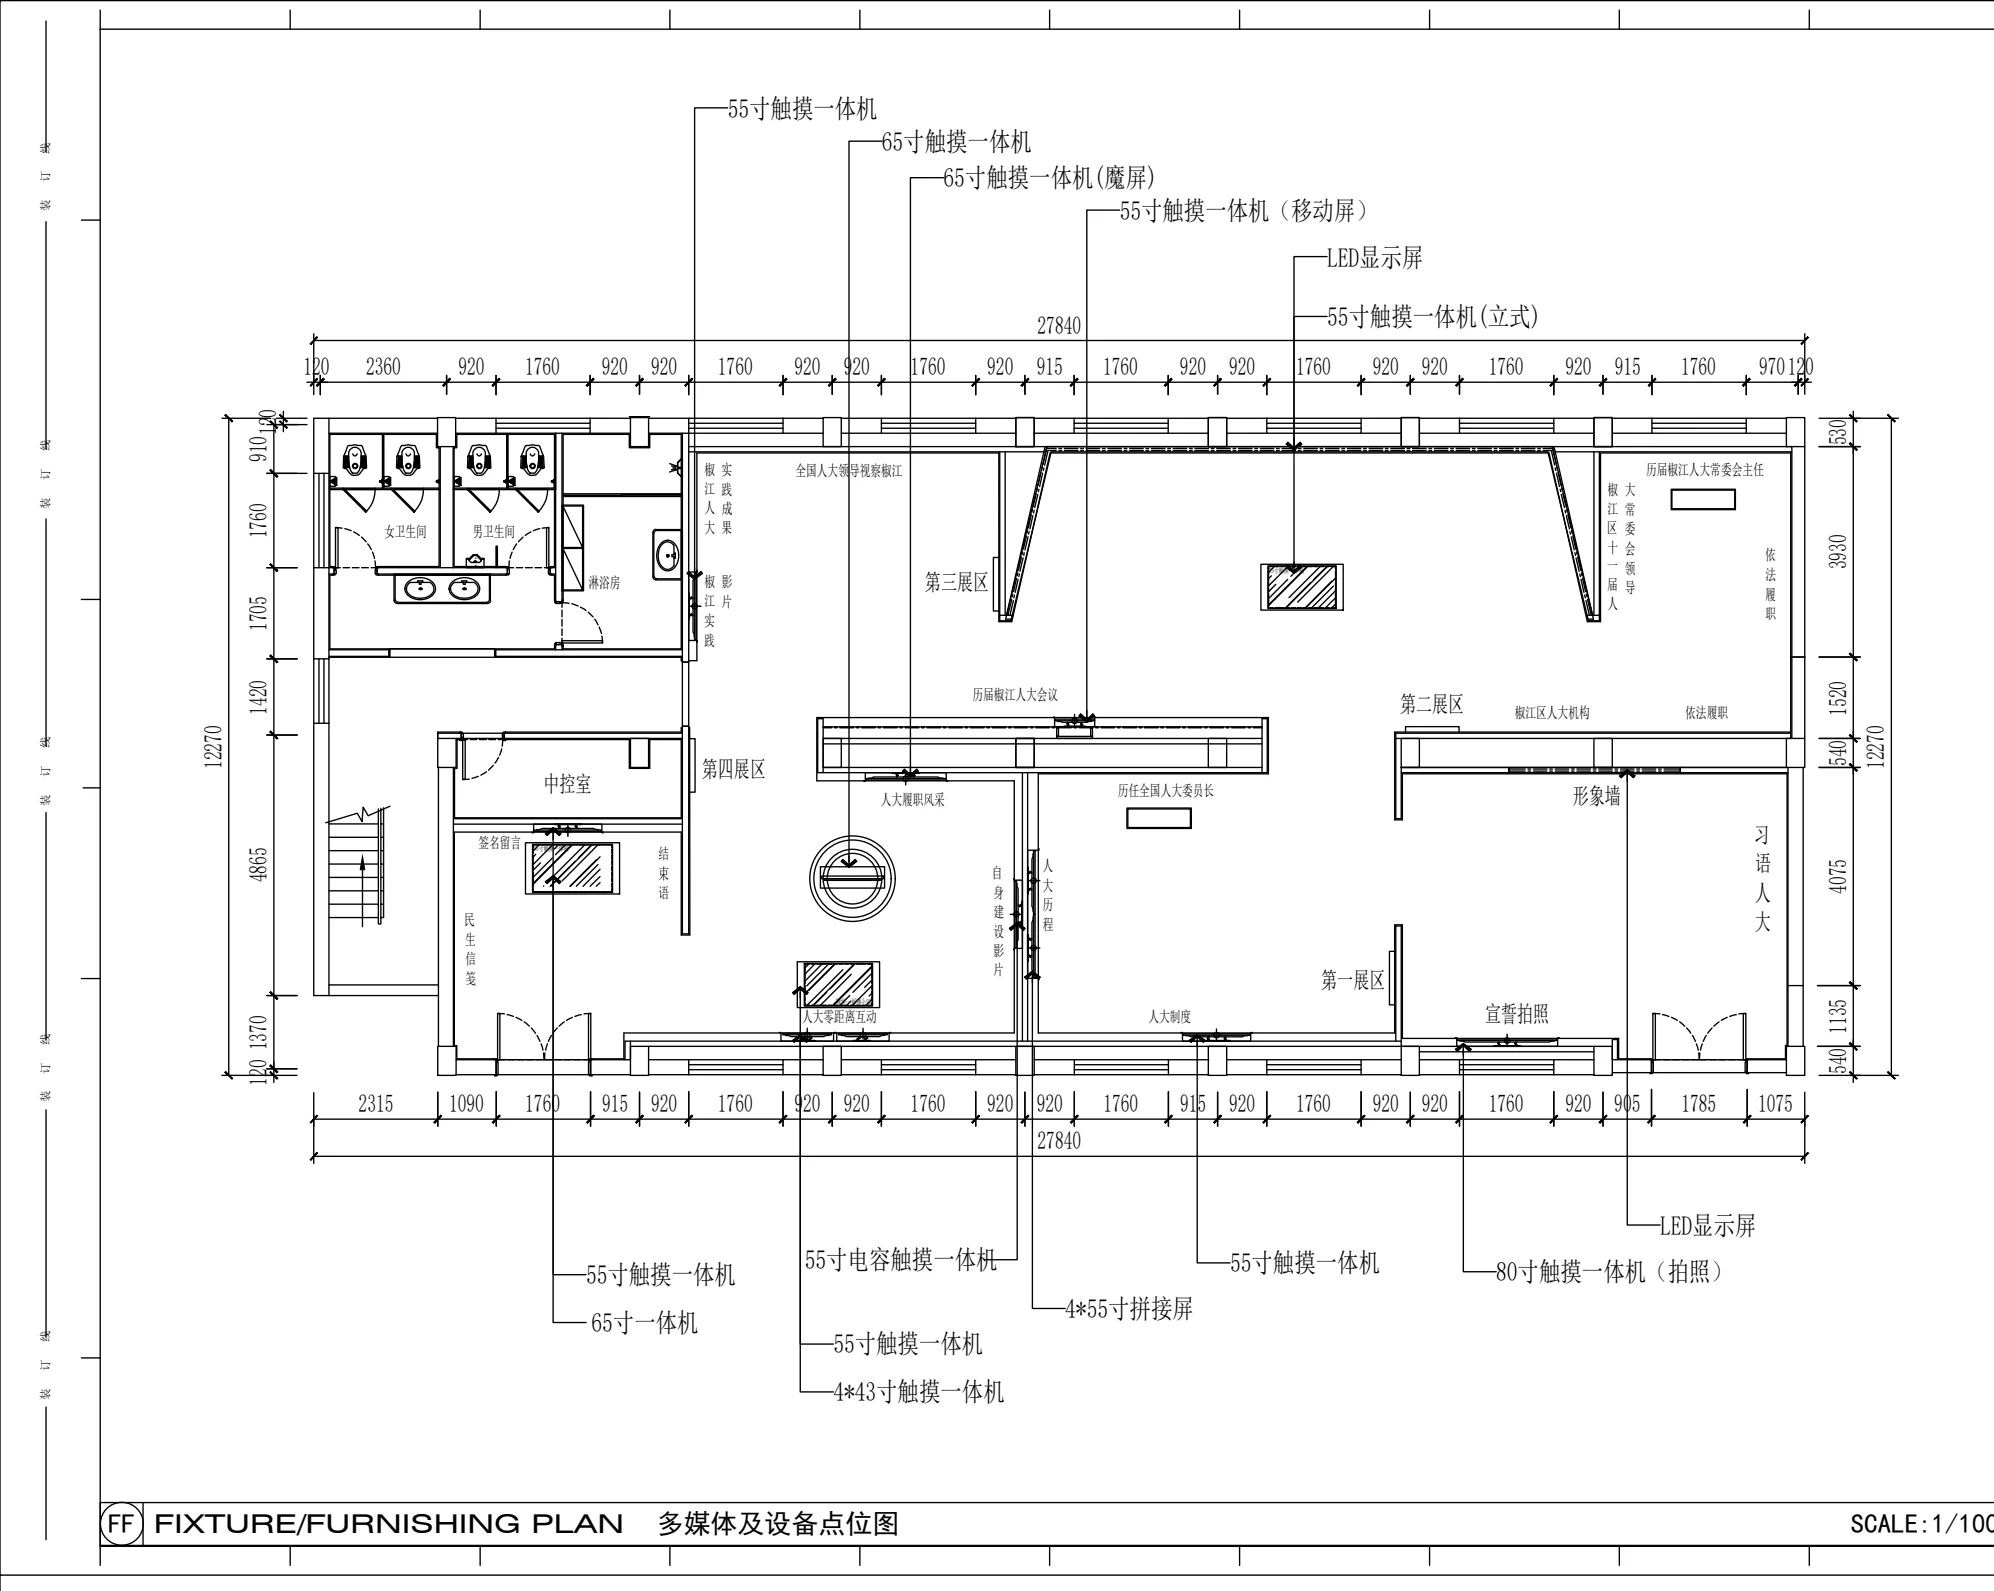 55寸触摸一体机
65寸触摸一体机
65寸触摸一体机(魔屏)
55寸触摸一体机（移动屏）
LED显示屏
55寸触摸一体机(立式)
27840
120 2360 920 1760 920 920 1760 920 920 1760 920 915 1760 920 920 1760 920 920 1760 920 915 1760 970 120
12270
120
910
1760
1705
1420
4865
1370
120
530
3930
1520
540
4075
1135
540
12270
女卫生间
男卫生间
淋浴房
椒江人大
实践成果
椒江实践
影片
全国人大领导视察椒江
第三展区
历届椒江人大常委会主任
椒江区十一届人
大常委会领导
依法履职
历届椒江人大会议
第二展区
椒江区人大机构
依法履职
中控室
第四展区
人大履职风采
历任全国人大委员长
形象墙
习语人大
签名留言
结束语
民生信笺
自身建设影片
人大历程
第一展区
宣誓拍照
人大零距离互动
人大制度
2315 1090 1760 915 920 1760 920 920 1760 920 920 1760 915 920 1760 920 920 1760 920 905 1785 1075
27840
LED显示屏
55寸触摸一体机
55寸电容触摸一体机
55寸触摸一体机
80寸触摸一体机（拍照）
65寸一体机
4*55寸拼接屏
55寸触摸一体机
4*43寸触摸一体机
装订线
装订线
装订线
装订线
装订线
FF FIXTURE/FURNISHING PLAN 多媒体及设备点位图
SCALE:1/100